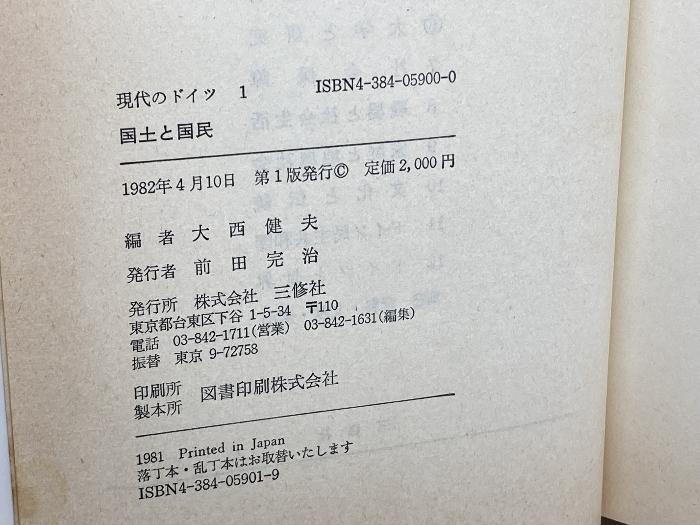 現代のドイツ 1 ISBN4-384-05900-0
国土と国民
1982年4月10日 第1版発行© 定価2,000円
編者 大西健夫
発行者 前田完治
発行所 株式会社 三修社
東京都台東区下谷 1-5-34 〒110
電話 03-842-1711(営業) 03-842-1631(編集)
振替 東京 9-72758
印刷所 図書印刷株式会社
製本所
1981 Printed in Japan
落丁本・乱丁本はお取替いたします
ISBN4-384-05901-9